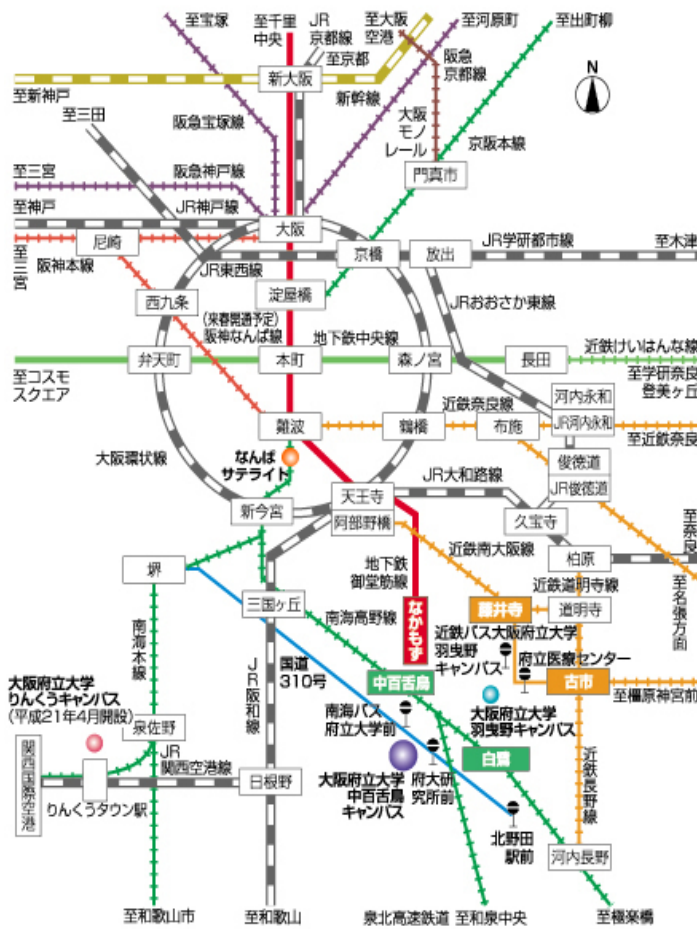 至宝塚
至千里
中央
JR
京都線
至京都
至大阪
空港
至河原町
至出町柳
阪急
京都線
新大阪
至新神戸
新幹線
至三田
阪急宝塚線
大阪
モノ
レール
京阪本線
N
門真市
至三宮
阪急神戸線
至神戸
JR神戸線
大阪
尼崎
京橋
放出
JR学研都市線
至木津
至三宮
阪神本線
JR東西線
西九条
淀屋橋
JRおおさか東線
(来春開通予定)
阪神なんば線
地下鉄中央線
近鉄けいはんな線
弁天町
本町
森ノ宮
長田
至コスモ
スクエア
至学研奈良
登美ヶ丘
河内永和
JR河内永和
近鉄奈良線
難波
鶴橋
布施
至近鉄奈良
大阪環状線
なんば
サテライト
俊徳道
JR俊徳道
JR大和路線
天王寺
阿部野橋
新今宮
久宝寺
至奈良
近鉄南大阪線
柏原
堺
地下鉄
御堂筋線
近鉄道明寺線
至名張方面
三国ヶ丘
南海高野線
なかもず
藤井寺
道明寺
南海本線
近鉄バス大阪府立大学
羽曳野
キャンパス
府立医療センター
JR阪和線
国道
310号
中百舌鳥
古市
至橿原神宮前
大阪府立大学
りんくうキャンパス
(平成21年4月開設)
泉佐野
南海バス
府立大学前
大阪府立大学
羽曳野キャンパス
関西国際空港
JR
関西空港線
日根野
大阪府立大学
中百舌鳥
キャンパス
府大研
究所前
白鷺
近鉄長野線
りんくうタウン駅
北野田
駅前
河内長野
至和歌山市
至和歌山
泉北高速鉄道
至和泉中央
至極楽橋